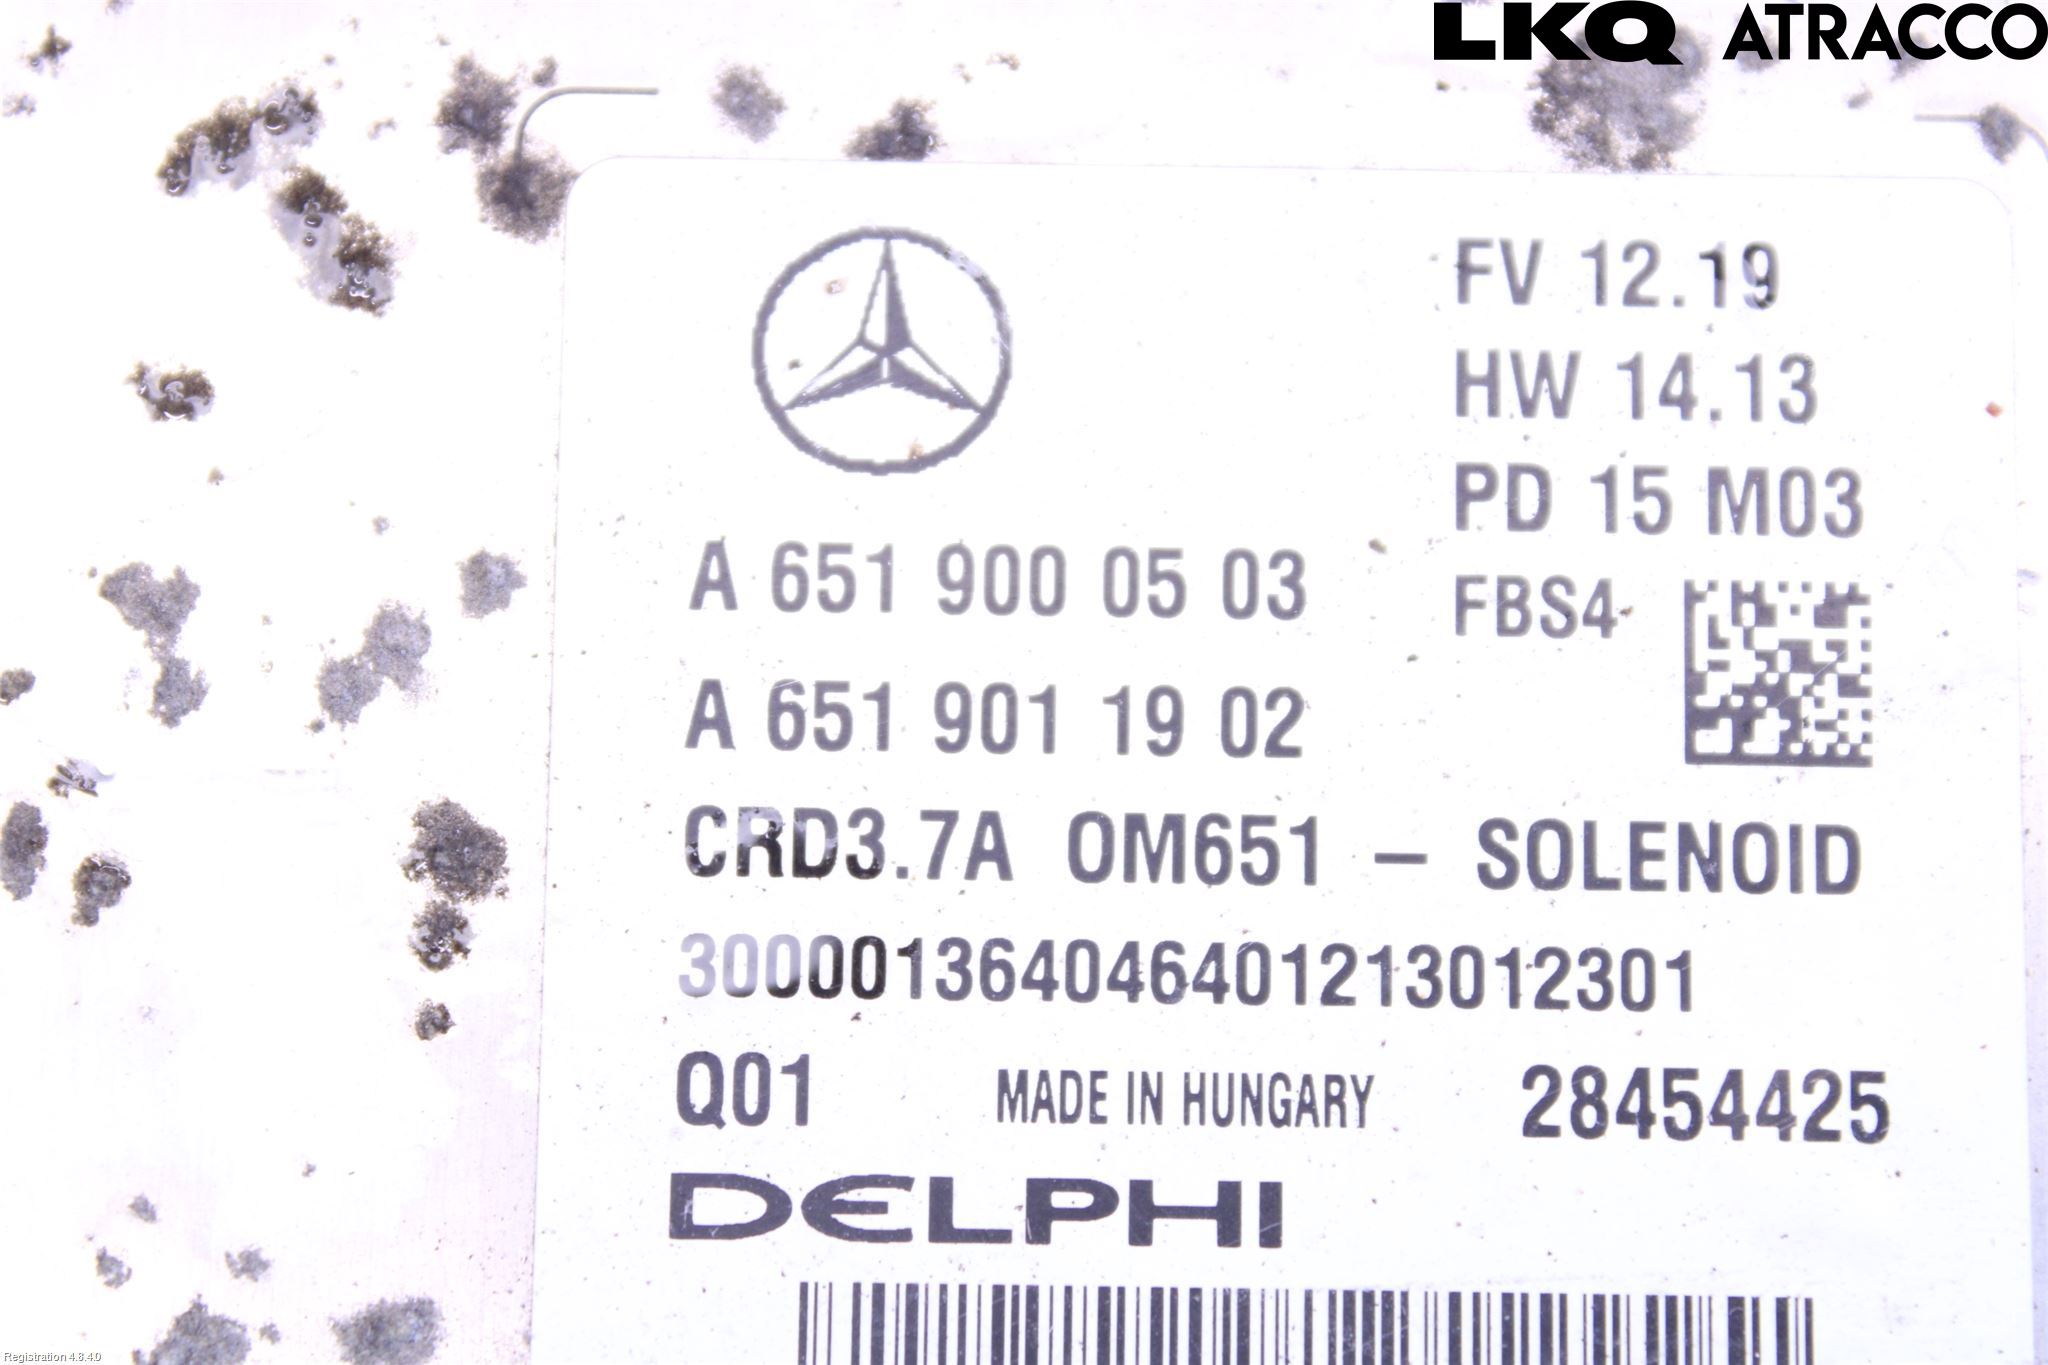 LKQ ATRACCO
FV 12.19
HW 14.13
PD 15 M03
FBS4
A 651 900 05 03
A 651 901 19 02
CRD3.7A OM651 – SOLENOID
300001364046401213012301
Q01 MADE IN HUNGARY 28454425
DELPHI
Registration 4.8.4.0